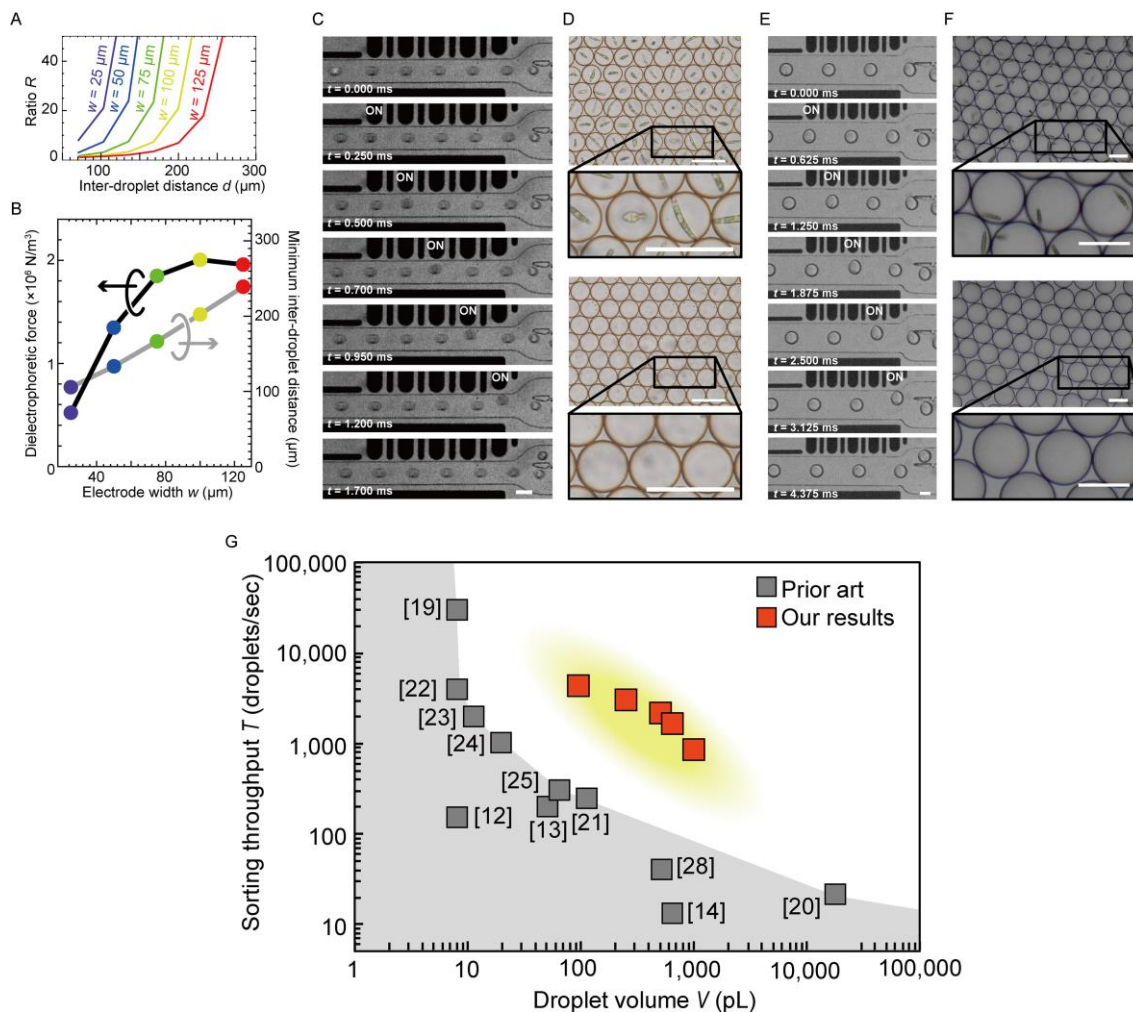 A
Ratio R
40
20
0
w = 25 µm
w = 50 µm
w = 75 µm
w = 100 µm
w = 125 µm
100
200
300
Inter-droplet distance d (µm)
B
Dielectrophoretic force (×10⁶ N/m³)
2
1
0
300
200
100
0
Minimum inter-droplet distance (µm)
40
80
120
Electrode width w (µm)
C
t = 0.000 ms
ON
t = 0.250 ms
ON
t = 0.500 ms
ON
t = 0.700 ms
ON
t = 0.950 ms
ON
t = 1.200 ms
t = 1.700 ms
D
E
t = 0.000 ms
ON
t = 0.625 ms
ON
t = 1.250 ms
ON
t = 1.875 ms
ON
t = 2.500 ms
ON
t = 3.125 ms
t = 4.375 ms
F
G
Sorting throughput T (droplets/sec)
100,000
10,000
1,000
100
10
Prior art
Our results
[19]
[22]
[23]
[24]
[25]
[12]
[13]
[21]
[28]
[14]
[20]
1
10
100
1,000
10,000
100,000
Droplet volume V (pL)